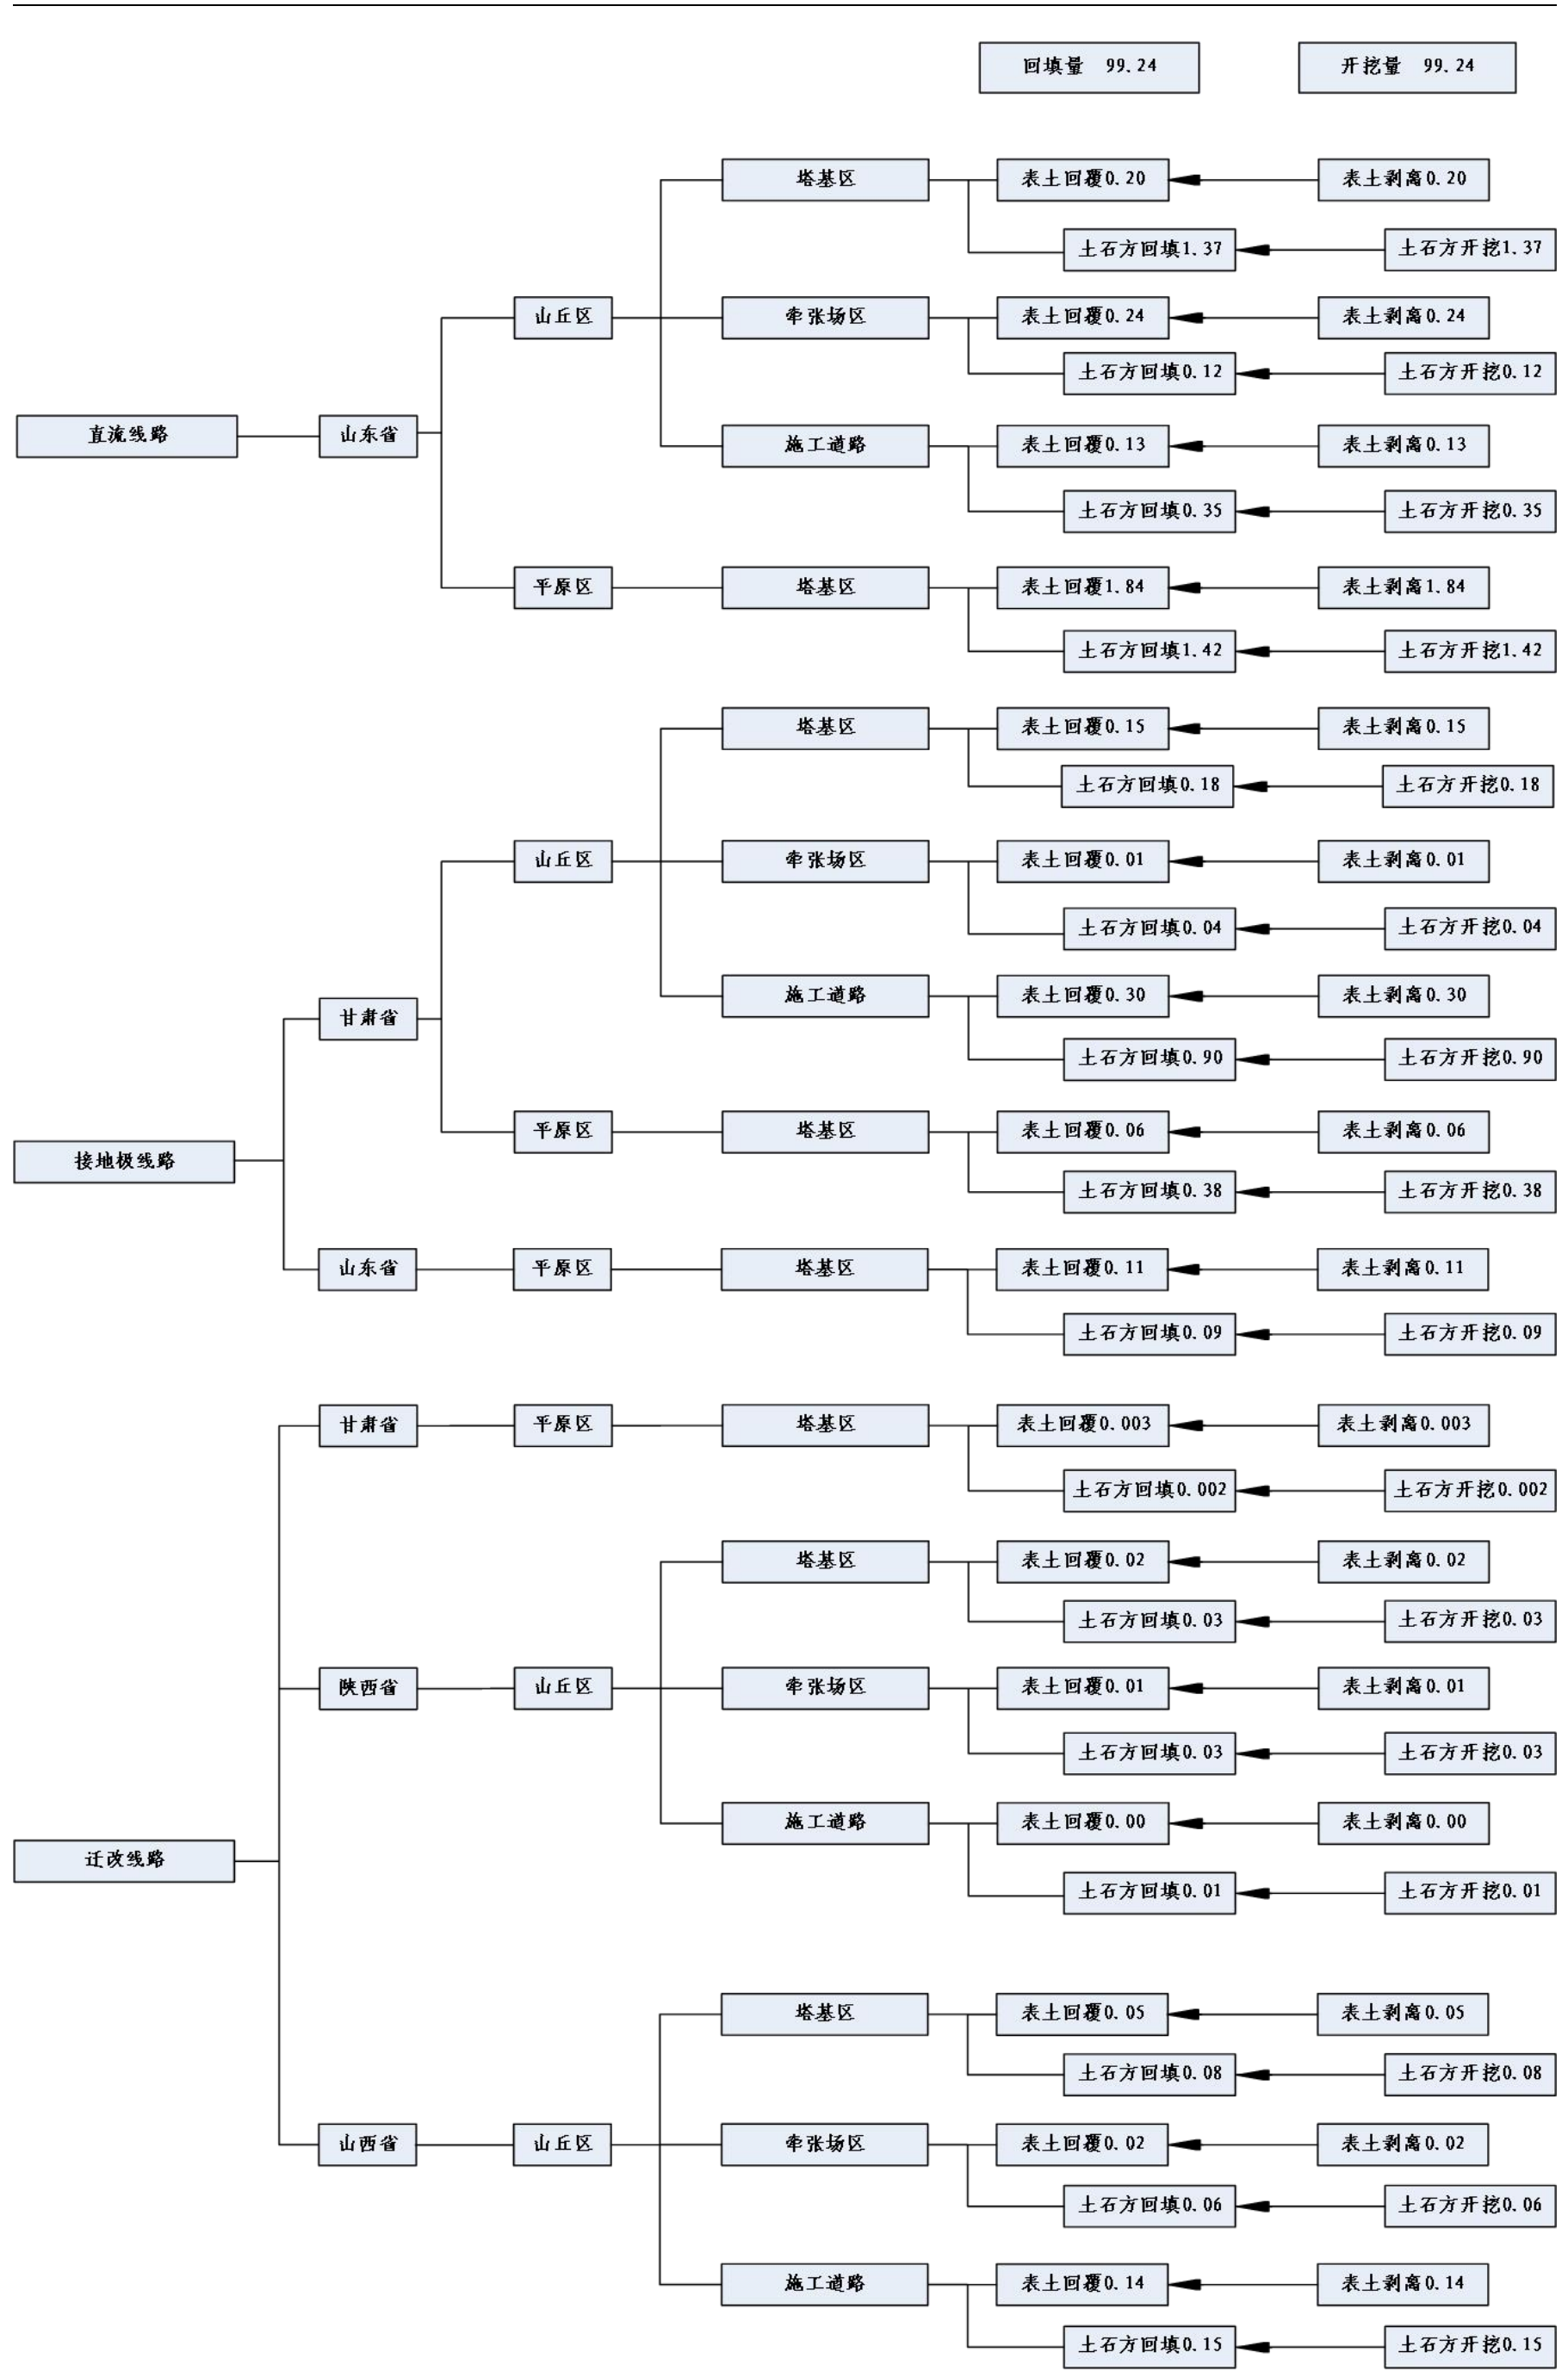 回填量 99.24 开挖量 99.24
塔基区 表土回覆0.20 表土剥离0.20
土石方回填1.37 土石方开挖1.37
山丘区 牵张场区 表土回覆0.24 表土剥离0.24
土石方回填0.12 土石方开挖0.12
直流线路 山东省 施工道路 表土回覆0.13 表土剥离0.13
土石方回填0.35 土石方开挖0.35
平原区 塔基区 表土回覆1.84 表土剥离1.84
土石方回填1.42 土石方开挖1.42
塔基区 表土回覆0.15 表土剥离0.15
土石方回填0.18 土石方开挖0.18
山丘区 牵张场区 表土回覆0.01 表土剥离0.01
土石方回填0.04 土石方开挖0.04
施工道路 表土回覆0.30 表土剥离0.30
甘肃省
土石方回填0.90 土石方开挖0.90
平原区 塔基区 表土回覆0.06 表土剥离0.06
接地极线路
土石方回填0.38 土石方开挖0.38
山东省 平原区 塔基区 表土回覆0.11 表土剥离0.11
土石方回填0.09 土石方开挖0.09
甘肃省 平原区 塔基区 表土回覆0.003 表土剥离0.003
土石方回填0.002 土石方开挖0.002
塔基区 表土回覆0.02 表土剥离0.02
土石方回填0.03 土石方开挖0.03
陕西省 山丘区 牵张场区 表土回覆0.01 表土剥离0.01
土石方回填0.03 土石方开挖0.03
施工道路 表土回覆0.00 表土剥离0.00
迁改线路
土石方回填0.01 土石方开挖0.01
塔基区 表土回覆0.05 表土剥离0.05
土石方回填0.08 土石方开挖0.08
山西省 山丘区 牵张场区 表土回覆0.02 表土剥离0.02
土石方回填0.06 土石方开挖0.06
施工道路 表土回覆0.14 表土剥离0.14
土石方回填0.15 土石方开挖0.15